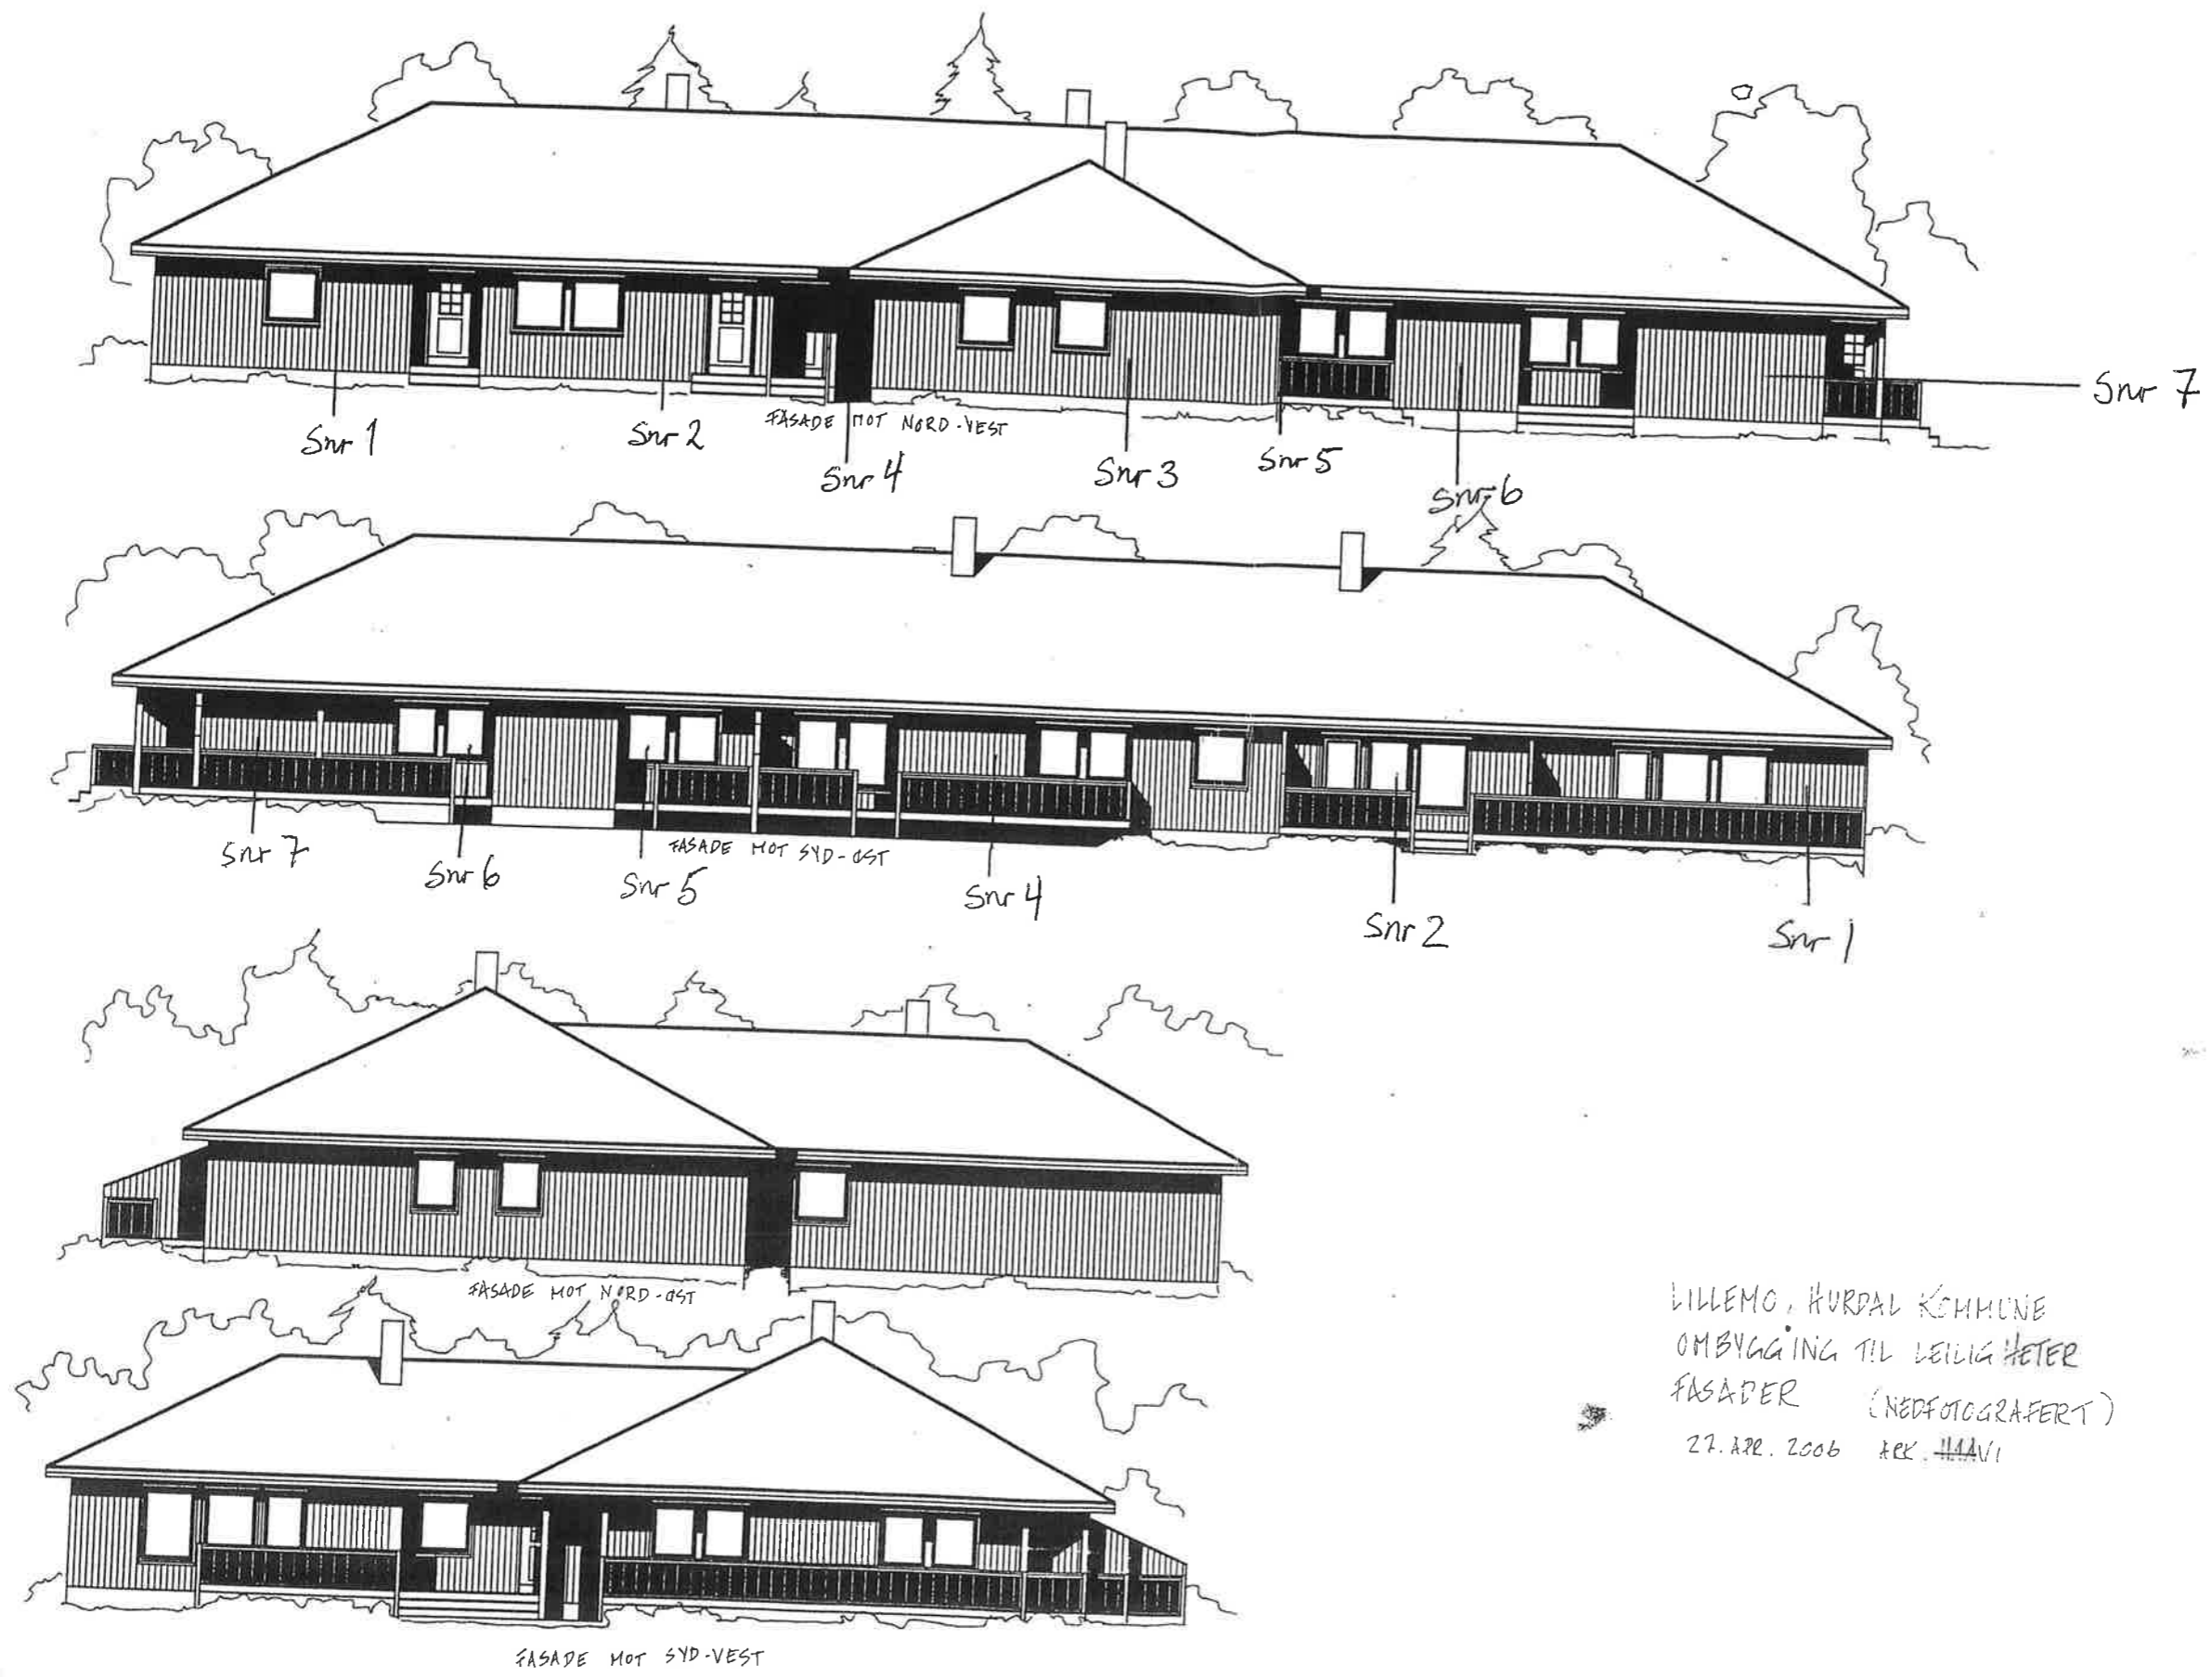 Snr 7
Snr 1
Snr 2
FASADE MOT NORD-VEST
Snr 4
Snr 3
Snr 5
Snr 6
Snr 7
Snr 6
Snr 5
FASADE MOT SYD-ØST
Snr 4
Snr 2
Snr 1
FASADE MOT NORD-ØST
FASADE MOT SYD-VEST
LILLEMO, HURDAL KOMMUNE
OMBYGGING TIL LEILIGHETER
FASADER (NEDFOTOGRAFERT)
27. APR. 2006 ARK. HAAVI